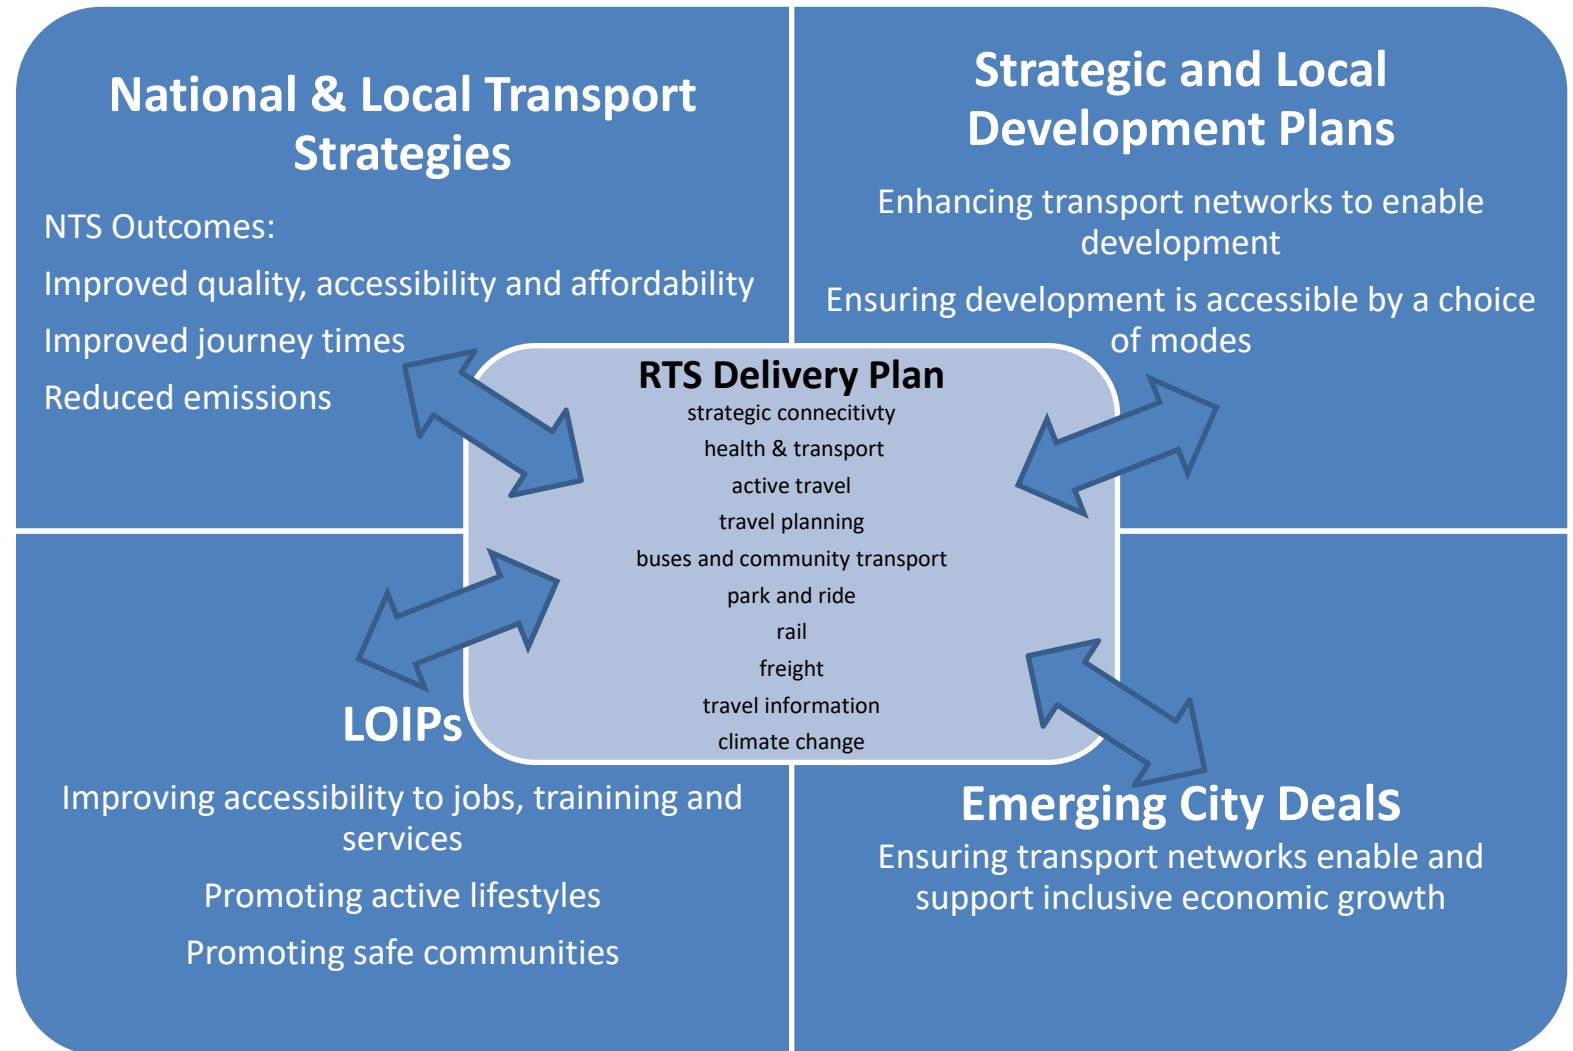 National & Local Transport
Strategies
NTS Outcomes:
Improved quality, accessibility and affordability
Improved journey times
Reduced emissions
Strategic and Local
Development Plans
Enhancing transport networks to enable
development
Ensuring development is accessible by a choice
of modes
RTS Delivery Plan
strategic connecitivty
health & transport
active travel
travel planning
buses and community transport
park and ride
rail
freight
travel information
climate change
LOIPs
Improving accessibility to jobs, trainining and
services
Promoting active lifestyles
Promoting safe communities
Emerging City Deals
Ensuring transport networks enable and
support inclusive economic growth